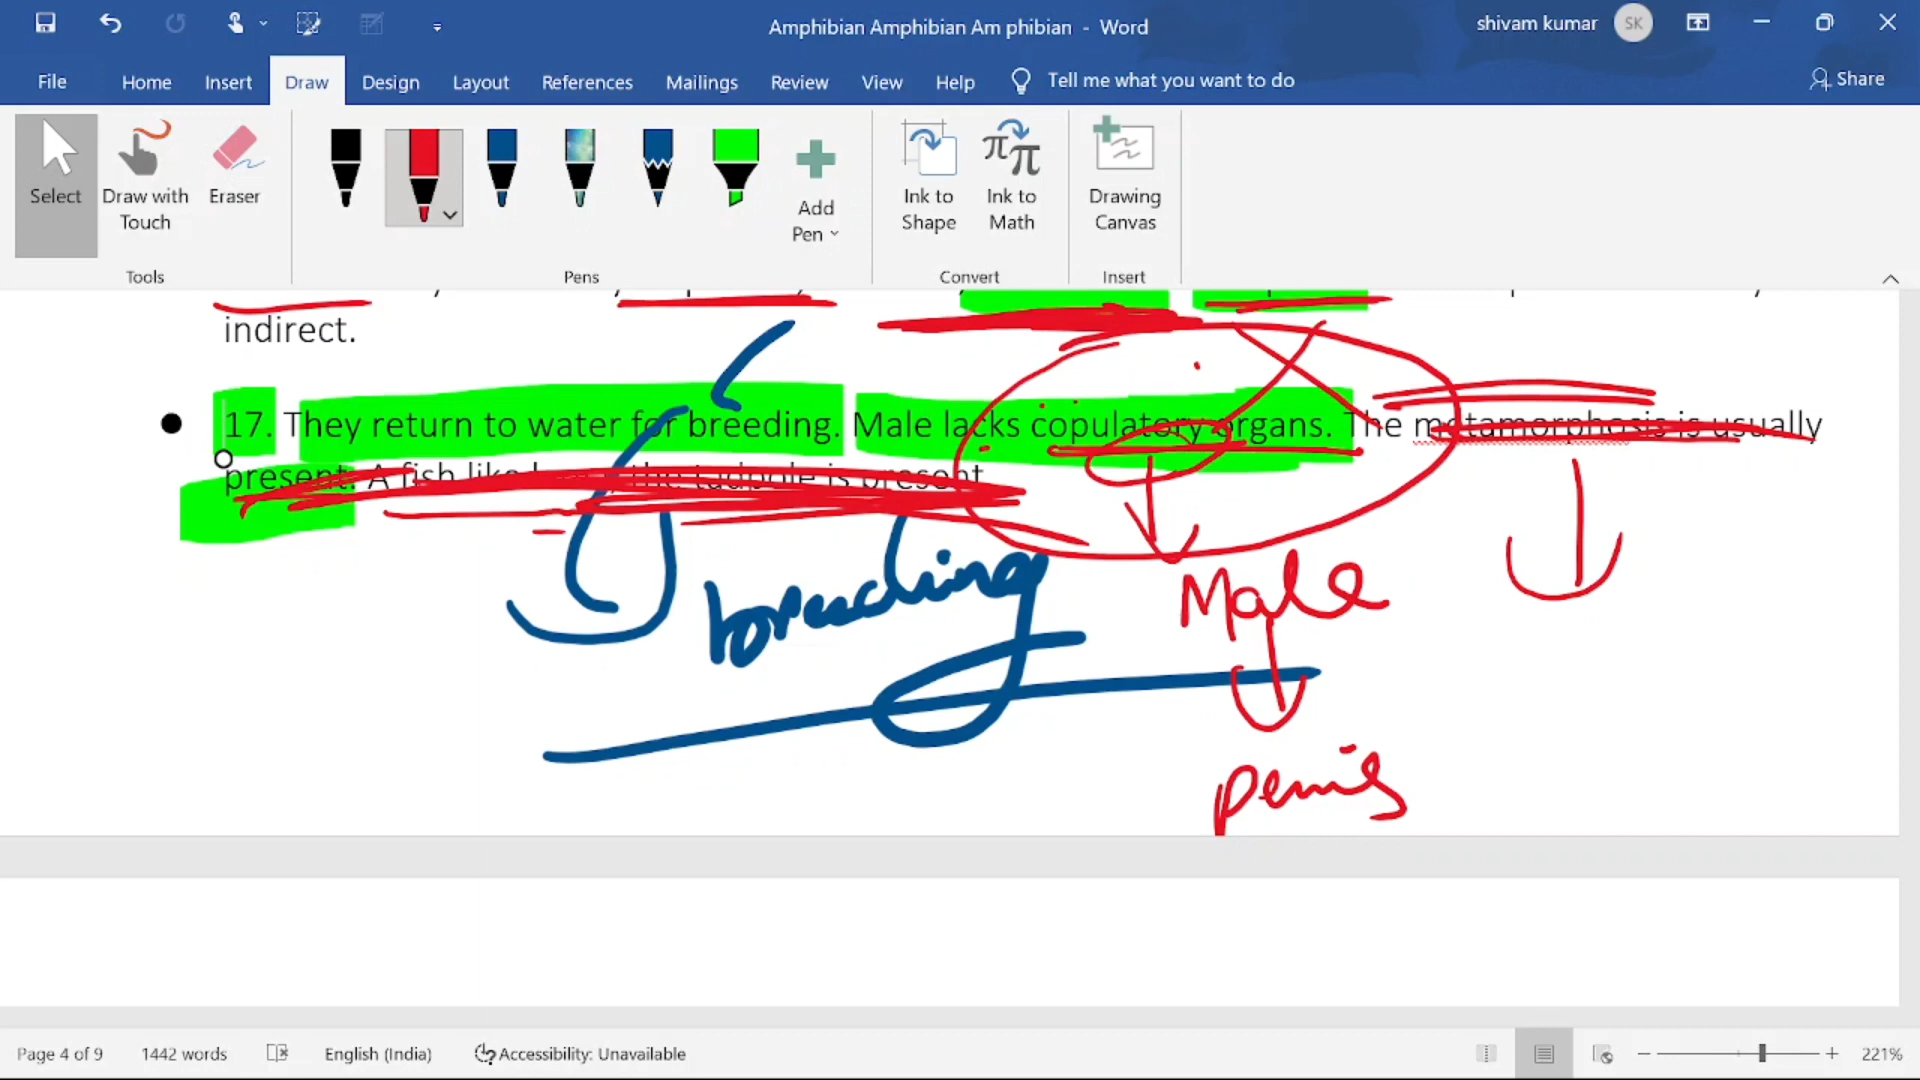 Amphibian Amphibian Am phibian - Word
shivam kumar
SK
File Home Insert Draw Design Layout References Mailings Review View Help Tell me what you want to do Share
Select
Draw with Touch
Eraser
Add Pen
Ink to Shape
Ink to Math
Drawing Canvas
Tools Pens Convert Insert
indirect.
17. They return to water for breeding. Male lacks copulatory organs. The metamorphosis is usually
present. A fish like the tadpole is present
breeding
Male
penis
Page 4 of 9 1442 words English (India) Accessibility: Unavailable 221%